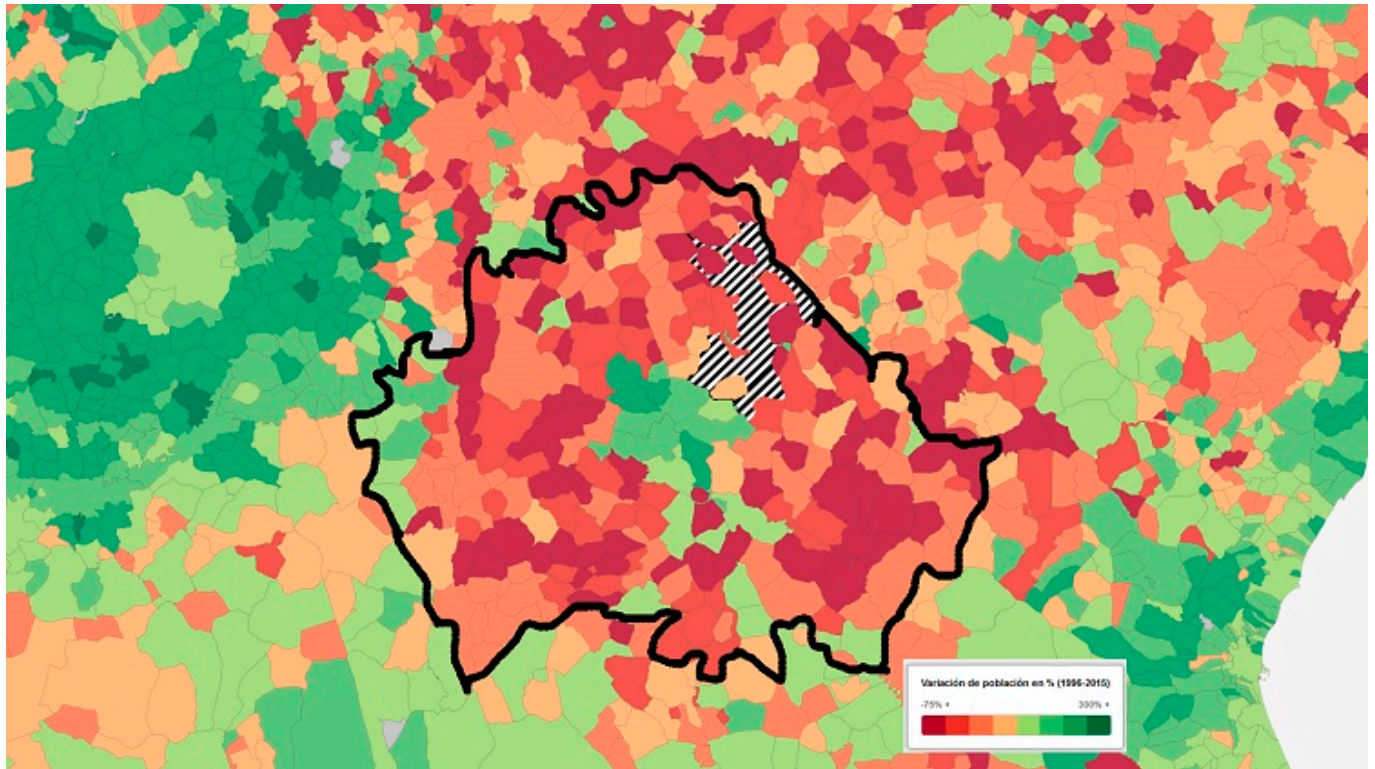 Variación de población en % (1996-2015)
-75% + 300% +